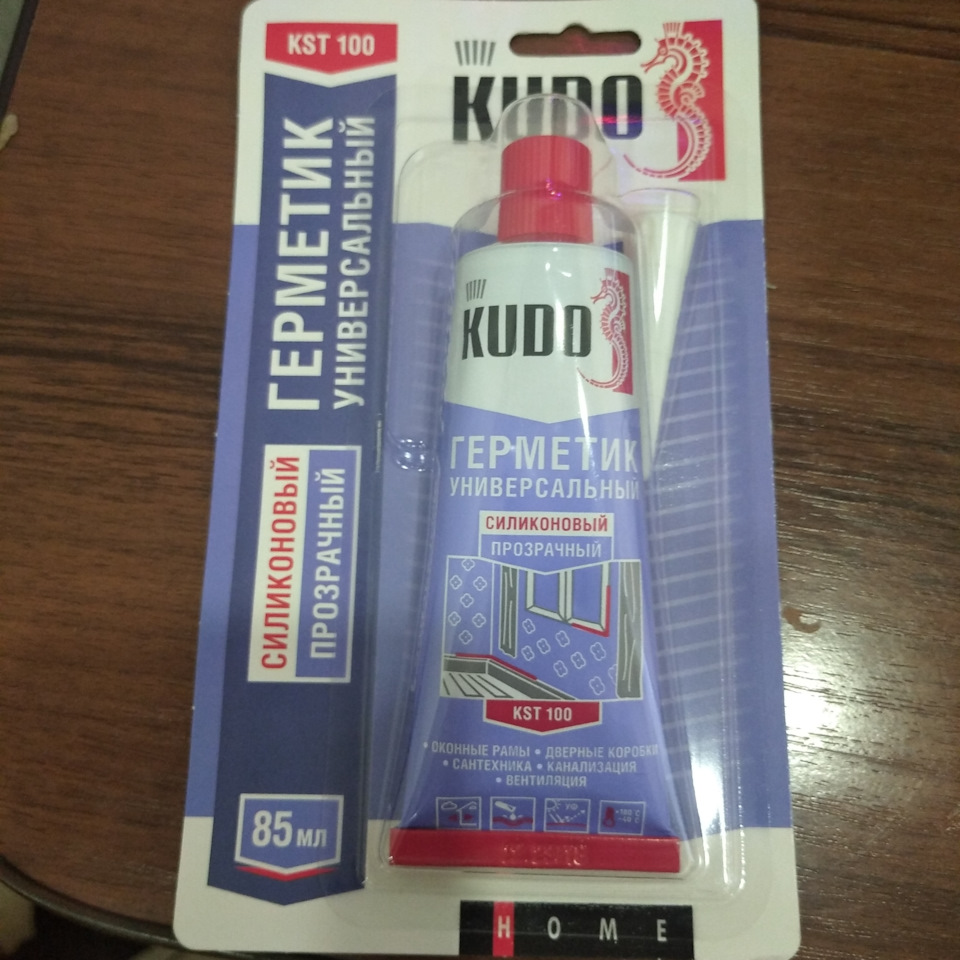 KST 100
KUDO
ГЕРМЕТИК
УНИВЕРСАЛЬНЫЙ
СИЛИКОНОВЫЙ
ПРОЗРАЧНЫЙ
85 мл
KUDO
ГЕРМЕТИК
УНИВЕРСАЛЬНЫЙ
СИЛИКОНОВЫЙ
ПРОЗРАЧНЫЙ
KST 100
• ОКОННЫЕ РАМЫ • ДВЕРНЫЕ КОРОБКИ
• САНТЕХНИКА • КАНАЛИЗАЦИЯ
• ВЕНТИЛЯЦИЯ
УФ
HOME